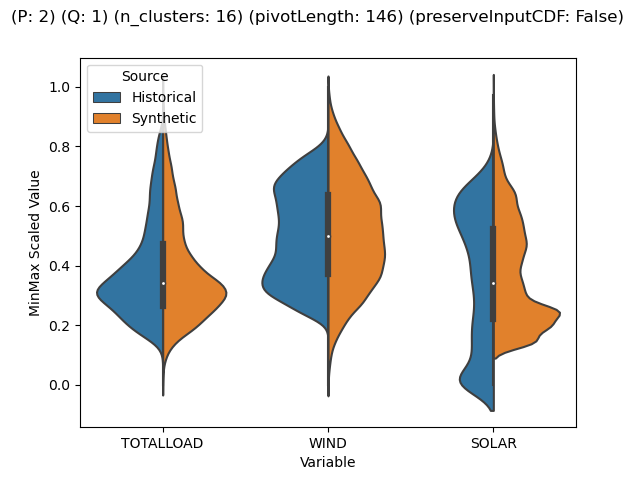 (P: 2) (Q: 1) (n_clusters: 16) (pivotLength: 146) (preserveInputCDF: False)
Source
Historical
Synthetic
1.0
0.8
0.6
0.4
0.2
0.0
MinMax Scaled Value
TOTALLOAD WIND SOLAR
Variable